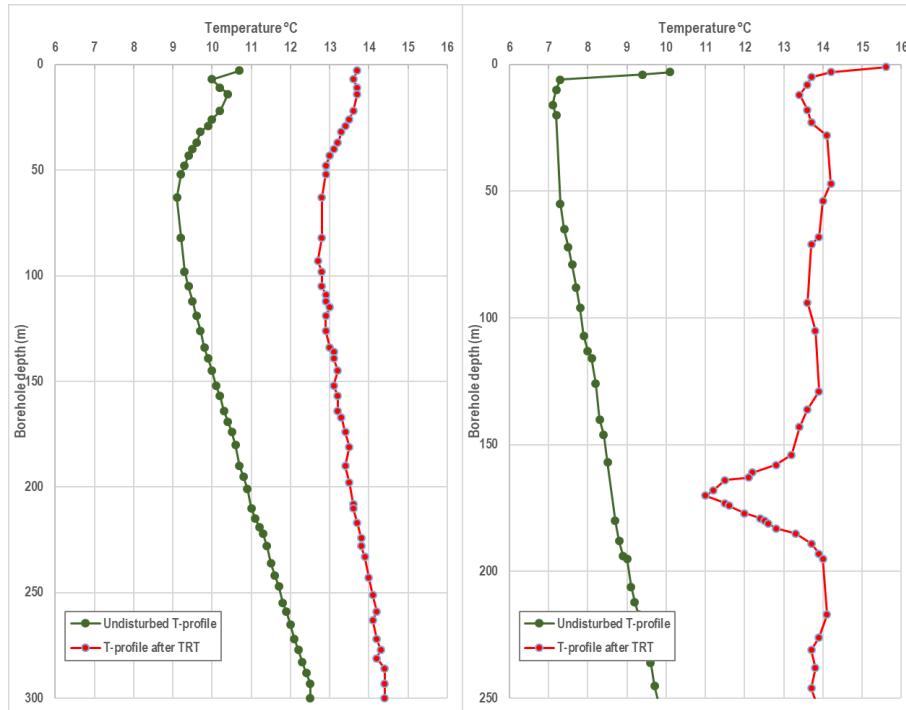 Temperature °C
6 7 8 9 10 11 12 13 14 15 16
0
50
100
150
200
250
300
Borehole depth (m)
Undisturbed T-profile
T-profile after TRT
Temperature °C
6 7 8 9 10 11 12 13 14 15 16
0
50
100
150
200
250
Borehole depth (m)
Undisturbed T-profile
T-profile after TRT